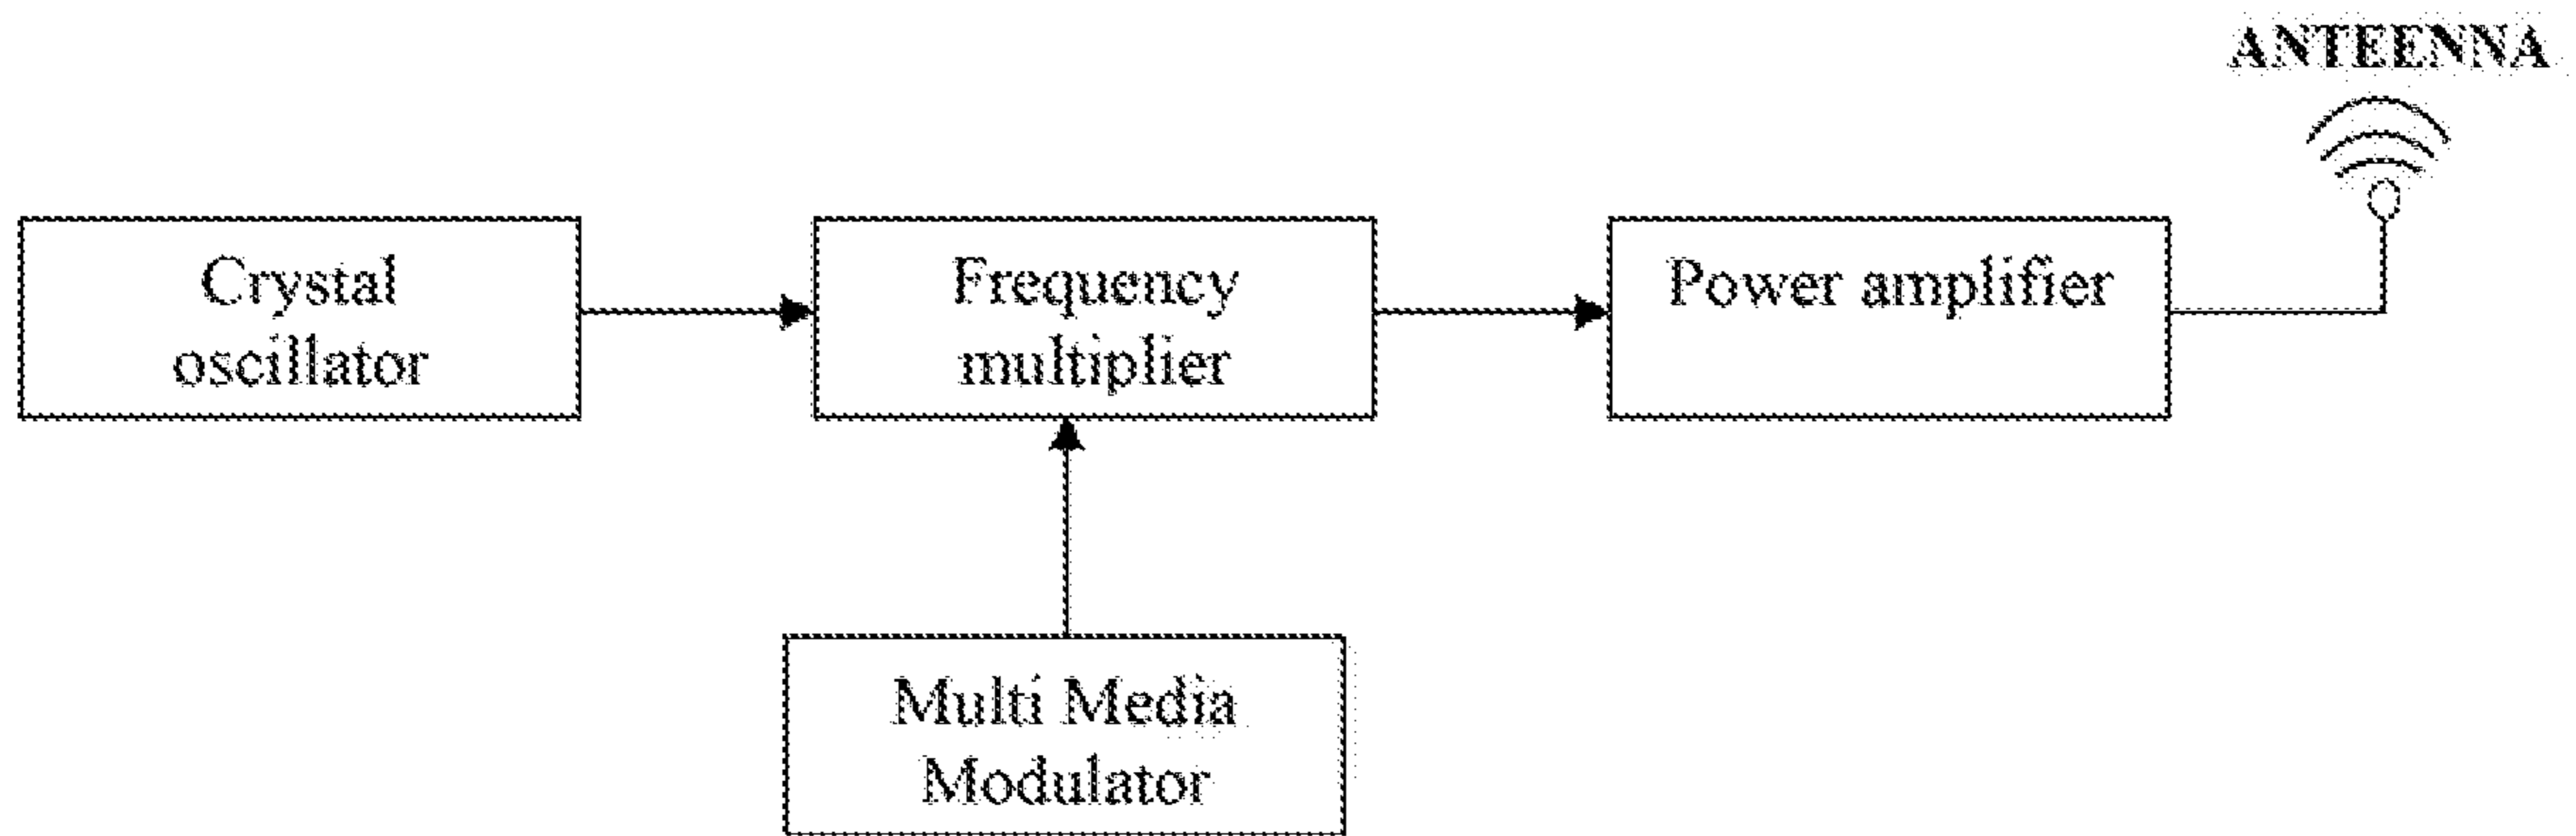 ANTEENNA
Crystal
oscillator
Frequency
multiplier
Power amplifier
Multi Media
Modulator